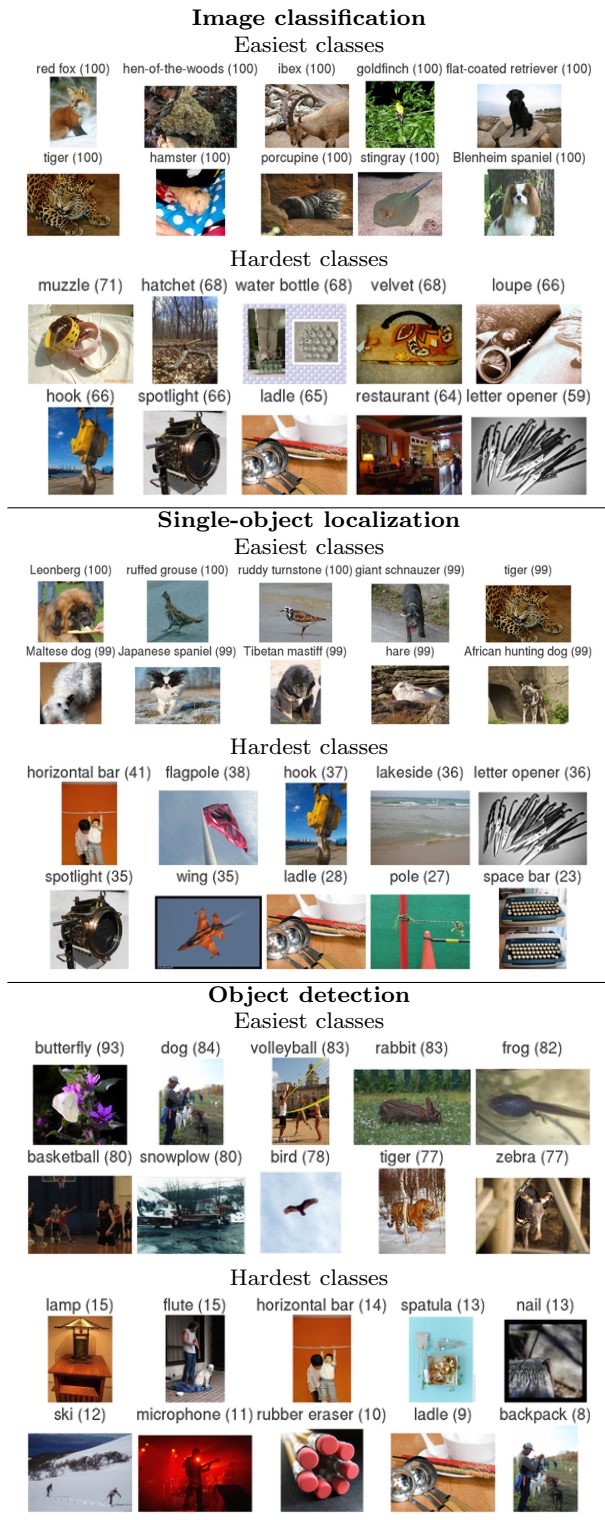 Image classification
Easiest classes
red fox (100) hen-of-the-woods (100) ibex (100) goldfinch (100) flat-coated retriever (100)
tiger (100) hamster (100) porcupine (100) stingray (100) Blenheim spaniel (100)
Hardest classes
muzzle (71) hatchet (68) water bottle (68) velvet (68) loupe (66)
hook (66) spotlight (66) ladle (65) restaurant (64) letter opener (59)
Single-object localization
Easiest classes
Leonberg (100) ruffed grouse (100) ruddy turnstone (100) giant schnauzer (99) tiger (99)
Maltese dog (99) Japanese spaniel (99) Tibetan mastiff (99) hare (99) African hunting dog (99)
Hardest classes
horizontal bar (41) flagpole (38) hook (37) lakeside (36) letter opener (36)
spotlight (35) wing (35) ladle (28) pole (27) space bar (23)
Object detection
Easiest classes
butterfly (93) dog (84) volleyball (83) rabbit (83) frog (82)
basketball (80) snowplow (80) bird (78) tiger (77) zebra (77)
Hardest classes
lamp (15) flute (15) horizontal bar (14) spatula (13) nail (13)
ski (12) microphone (11) rubber eraser (10) ladle (9) backpack (8)